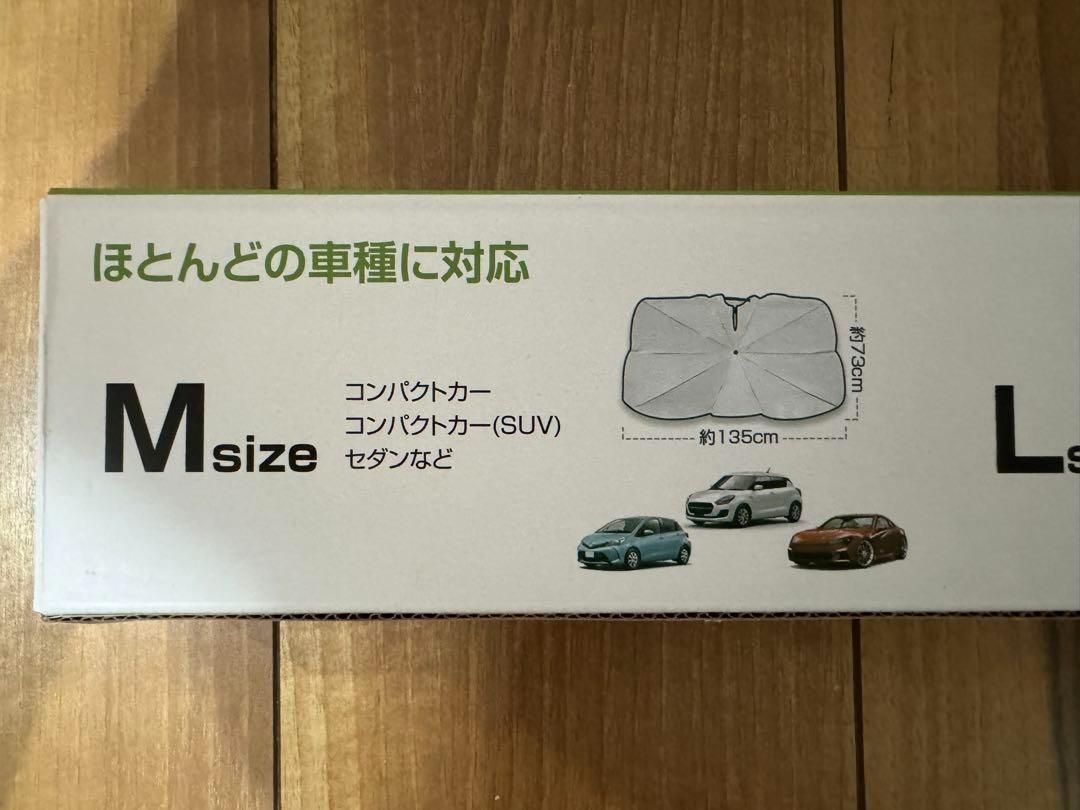 ほとんどの車種に対応
Msize
コンパクトカー
コンパクトカー(SUV)
セダンなど
約73cm
約135cm
L